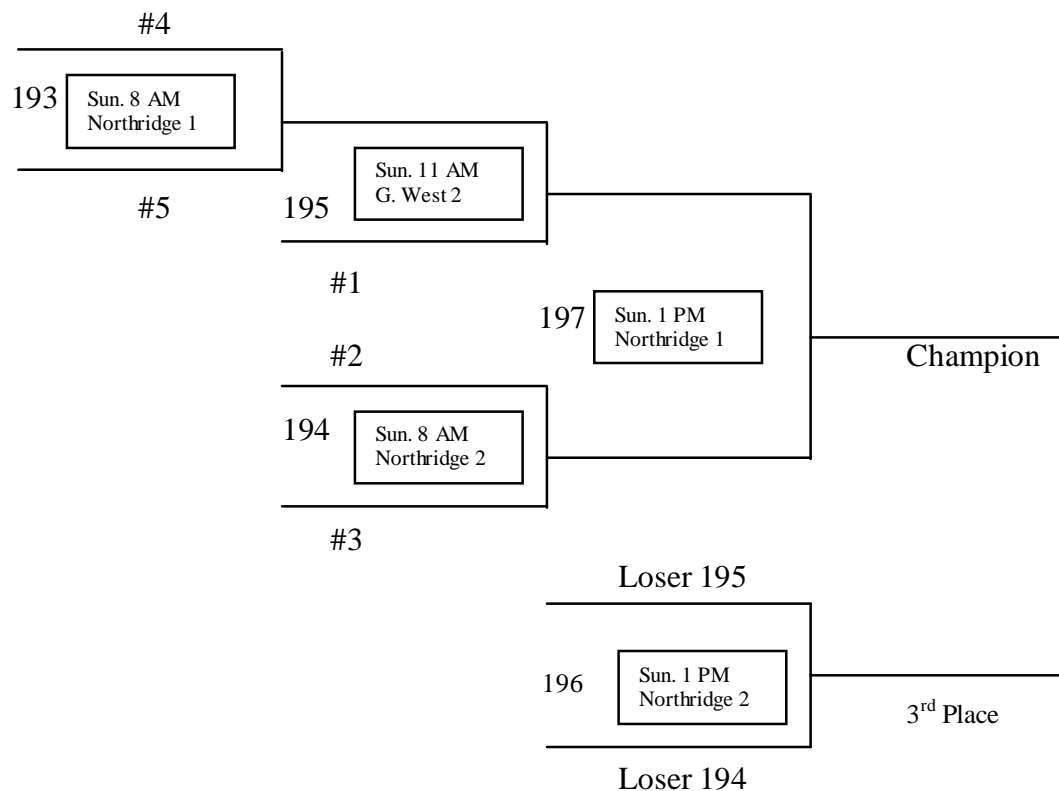 #4
193
Sun. 8 AM
Northridge 1
#5
195
Sun. 11 AM
G. West 2
#1
197
Sun. 1 PM
Northridge 1
Champion
#2
194
Sun. 8 AM
Northridge 2
#3
Loser 195
196
Sun. 1 PM
Northridge 2
3rd Place
Loser 194